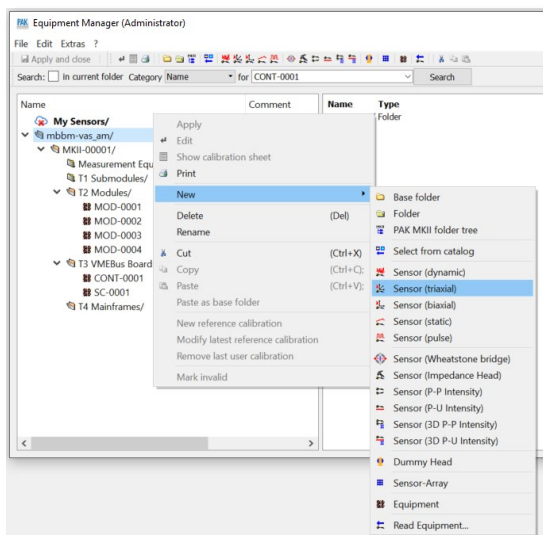 PAK Equipment Manager (Administrator)
File Edit Extras ?
Apply and close
Search: In current folder Category Name for CONT-0001 Search
Name Comment Name Type
My Sensors/ Folder
mbbm-vas_am/
MKII-00001/
Measurement Equ
T1 Submodules/
T2 Modules/
MOD-0001
MOD-0002
MOD-0003
MOD-0004
T3 VMEBus Board
CONT-0001
SC-0001
T4 Mainframes/
Apply
Edit
Show calibration sheet
Print
New
Delete (Del)
Rename
Cut (Ctrl+X)
Copy (Ctrl+C);
Paste (Ctrl+V);
Paste as base folder
New reference calibration
Modify latest reference calibration
Remove last user calibration
Mark invalid
Base folder
Folder
PAK MKII folder tree
Select from catalog
Sensor (dynamic)
Sensor (triaxial)
Sensor (biaxial)
Sensor (static)
Sensor (pulse)
Sensor (Wheatstone bridge)
Sensor (Impedance Head)
Sensor (P-P Intensity)
Sensor (P-U Intensity)
Sensor (3D P-P Intensity)
Sensor (3D P-U Intensity)
Dummy Head
Sensor-Array
Equipment
Read Equipment...